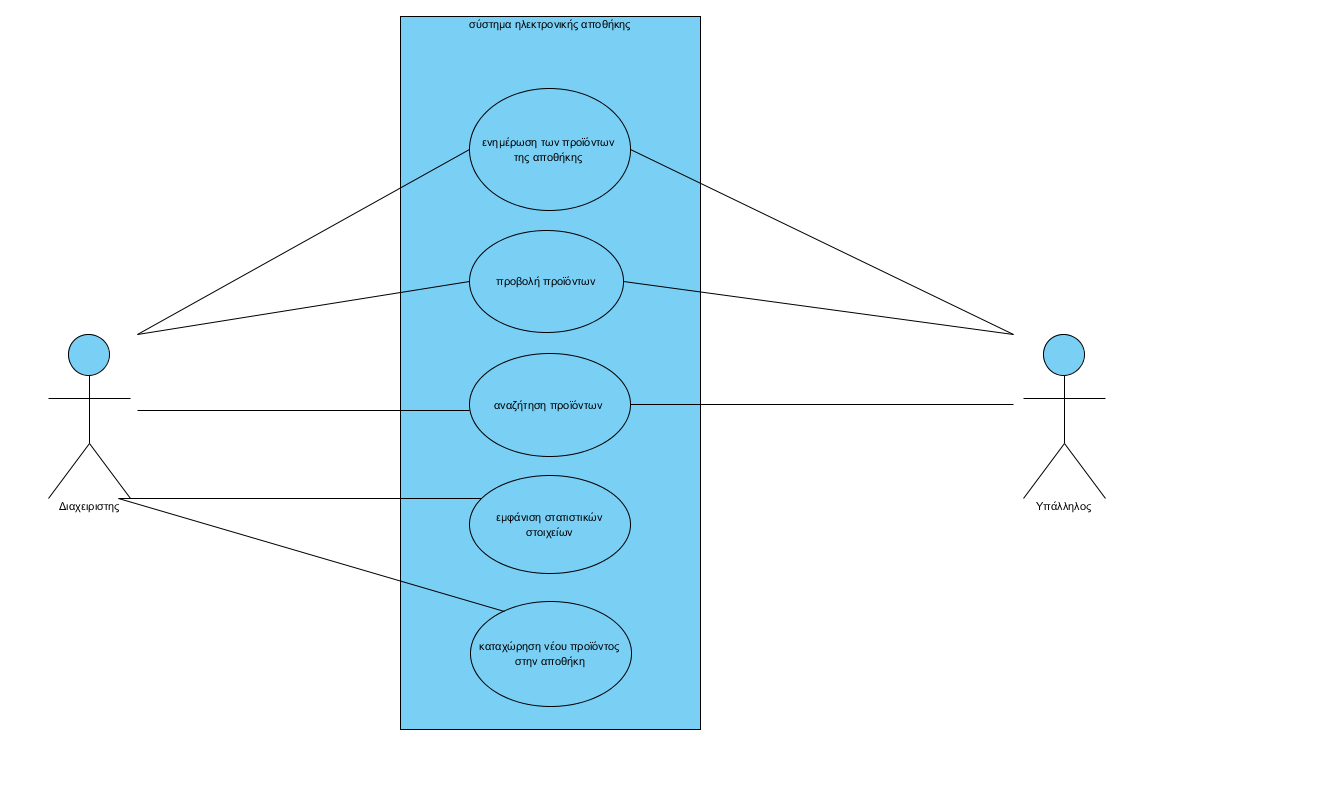 σύστημα ηλεκτρονικής αποθήκης
ενημέρωση των προϊόντων
της αποθήκης
προβολή προϊόντων
αναζήτηση προϊόντων
Διαχειριστης
Υπάλληλος
εμφάνιση στατιστικών
στοιχείων
καταχώρηση νέου προϊόντος
στην αποθήκη